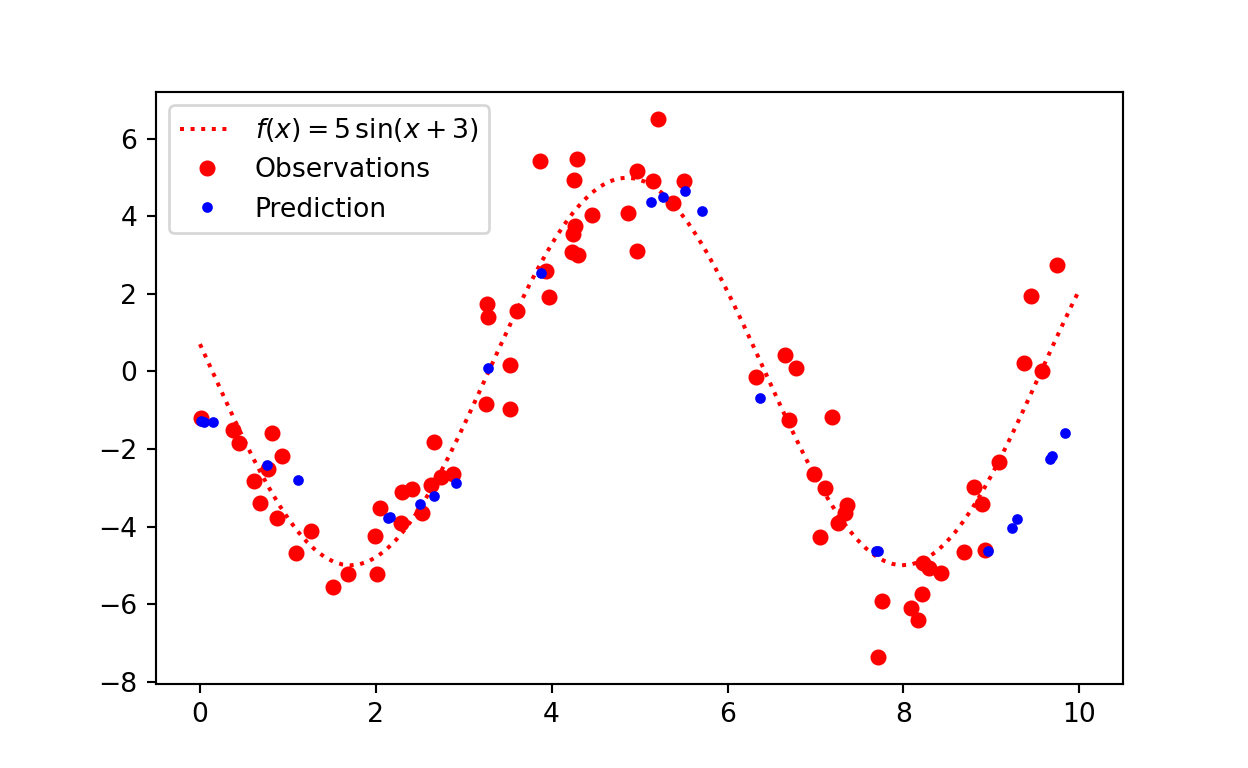 f(x) = 5 sin(x + 3)
Observations
Prediction
6
4
2
0
−2
−4
−6
−8
0 2 4 6 8 10